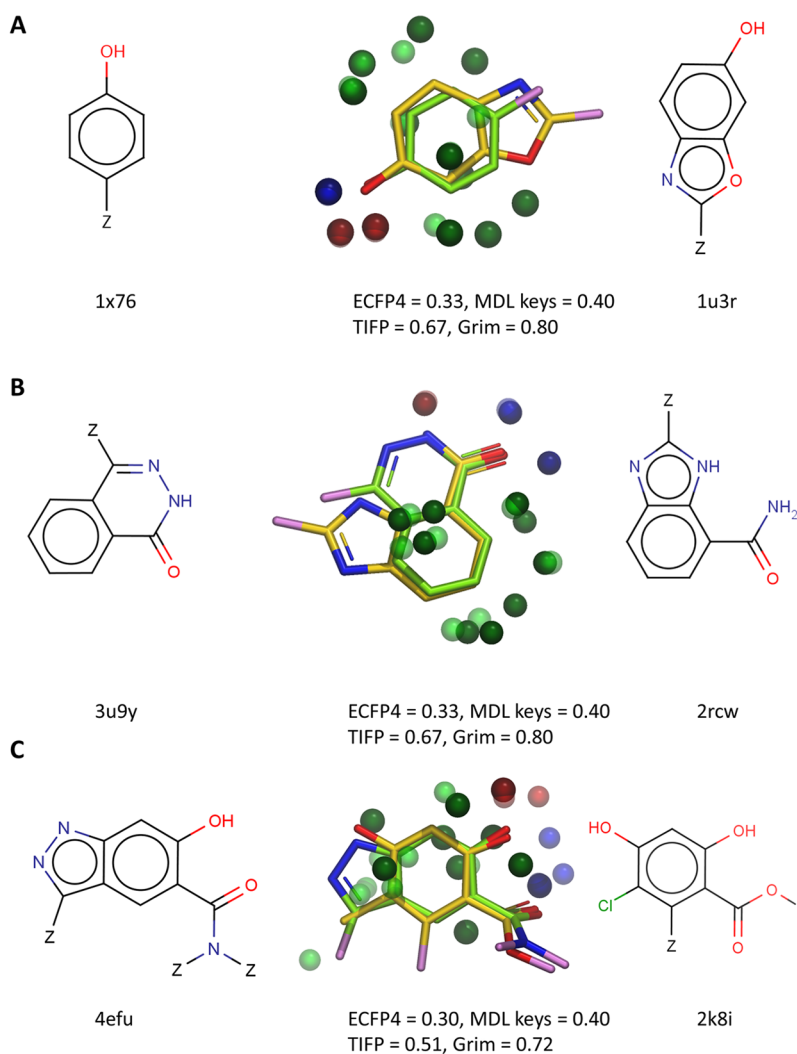 A
OH
Z
OH
N
O
Z
1x76
ECFP4 = 0.33, MDL keys = 0.40
TIFP = 0.67, Grim = 0.80
1u3r
B
Z
N
NH
O
Z
N
NH
NH2
O
3u9y
ECFP4 = 0.33, MDL keys = 0.40
TIFP = 0.67, Grim = 0.80
2rcw
C
N
N
OH
O
Z
N
Z
Z
HO
OH
Cl
O
Z
O
4efu
ECFP4 = 0.30, MDL keys = 0.40
TIFP = 0.51, Grim = 0.72
2k8i